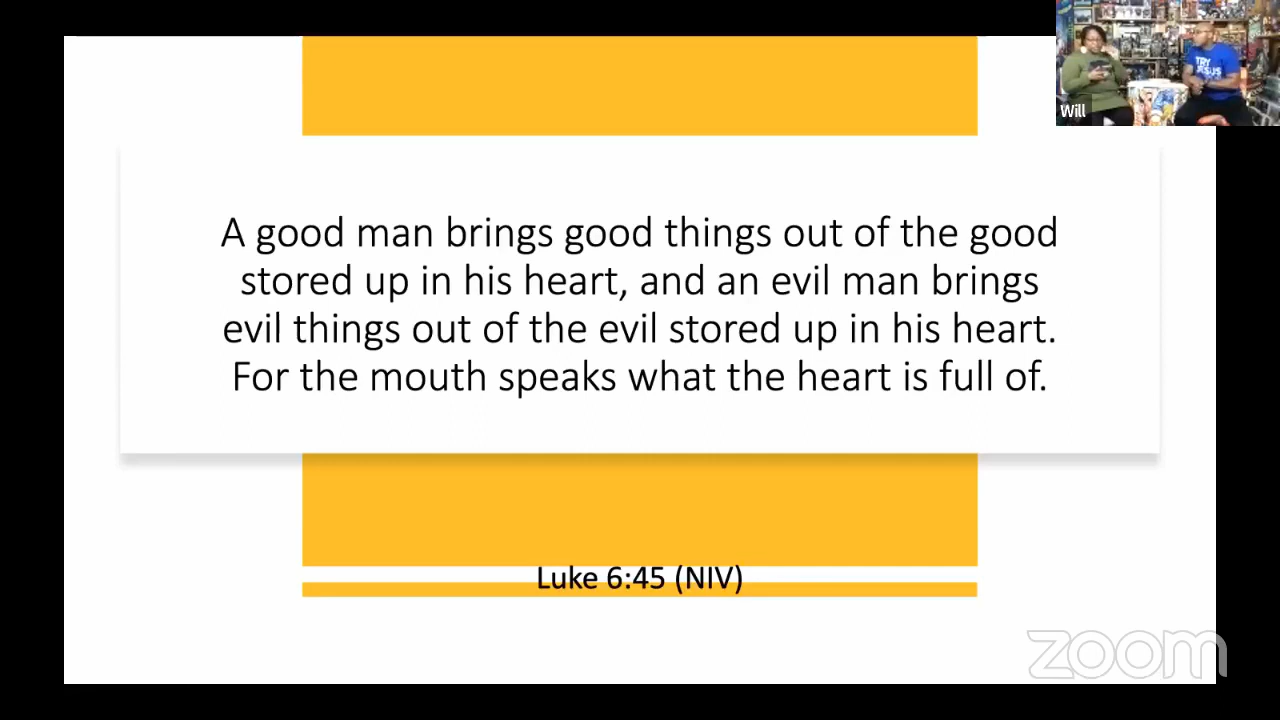 Will
TRY
JESUS
A good man brings good things out of the good
stored up in his heart, and an evil man brings
evil things out of the evil stored up in his heart.
For the mouth speaks what the heart is full of.
Luke 6:45 (NIV)
zoom